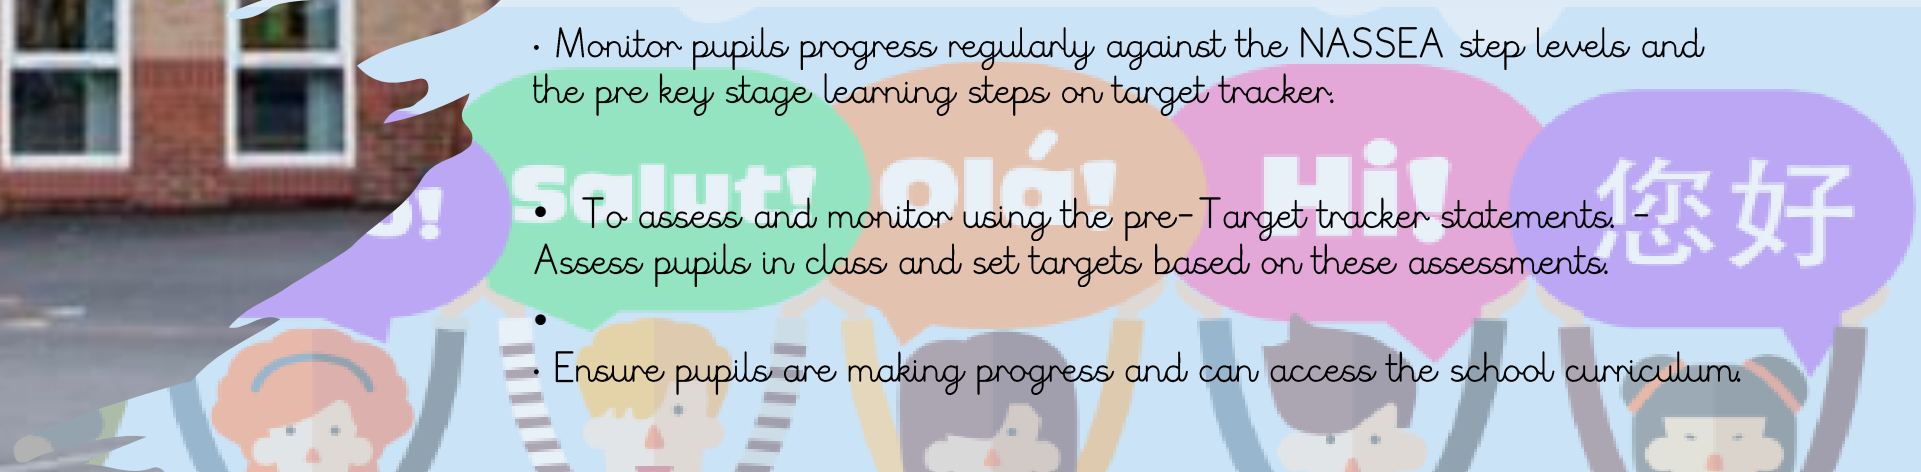 · Monitor pupils progress regularly against the NASSEA step levels and
the pre key stage learning steps on target tracker.
Salut! Olá! Hi! 您好
• To assess and monitor using the pre-Target tracker statements. -
Assess pupils in class and set targets based on these assessments.
•
· Ensure pupils are making progress and can access the school curriculum.